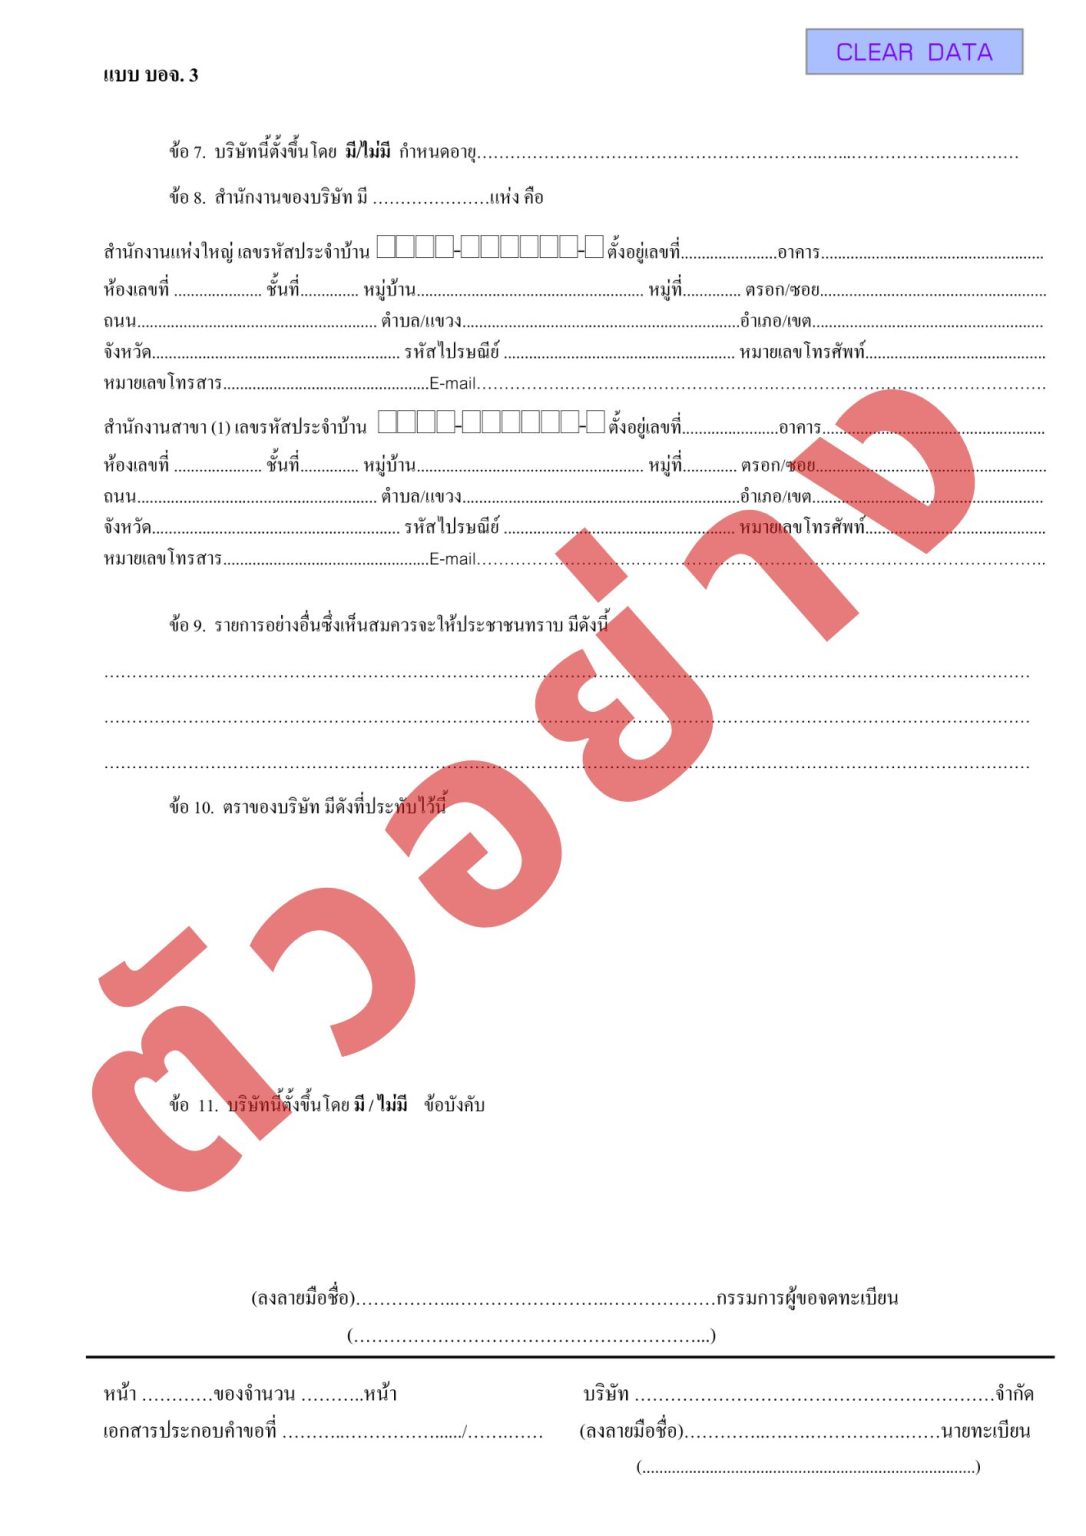 CLEAR DATA
แบบ บอจ. 3
ข้อ 7. บริษัทนี้ตั้งขึ้นโดย มี/ไม่มี กำหนดอายุ....................................................................................................
ข้อ 8. สำนักงานของบริษัท มี .....................แห่ง คือ
สำนักงานแห่งใหญ่ เลขรหัสประจำบ้าน □□□□-□□□□□□-□ ตั้งอยู่เลขที่.......................อาคาร.....................................................
ห้องเลขที่ ..................... ชั้นที่.............. หมู่บ้าน...................................................... หมู่ที่.............. ตรอก/ซอย......................................................
ถนน......................................................... ตำบล/แขวง..................................................................อำเภอ/เขต.......................................................
จังหวัด........................................................... รหัสไปรษณีย์ ....................................................... หมายเลขโทรศัพท์...........................................
หมายเลขโทรสาร.................................................E-mail.......................................................................................................
สำนักงานสาขา (1) เลขรหัสประจำบ้าน □□□□-□□□□□□-□ ตั้งอยู่เลขที่.......................อาคาร.....................................................
ห้องเลขที่ ..................... ชั้นที่.............. หมู่บ้าน...................................................... หมู่ที่............. ตรอก/ซอย.......................................................
ถนน......................................................... ตำบล/แขวง..................................................................อำเภอ/เขต.......................................................
จังหวัด........................................................... รหัสไปรษณีย์ ....................................................... หมายเลขโทรศัพท์...........................................
หมายเลขโทรสาร.................................................E-mail.......................................................................................................
ข้อ 9. รายการอย่างอื่นซึ่งเห็นสมควรจะให้ประชาชนทราบ มีดังนี้
........................................................................................................................................................................
........................................................................................................................................................................
........................................................................................................................................................................
ข้อ 10. ตราของบริษัท มีดังที่ประทับไว้นี้
ตัวอย่าง
ข้อ 11. บริษัทนี้ตั้งขึ้นโดย มี / ไม่มี ข้อบังคับ
(ลงลายมือชื่อ)................................................................กรรมการผู้ขอจดทะเบียน
(................................................................)
หน้า ............ของจำนวน ...........หน้า
บริษัท ................................................................จำกัด
เอกสารประกอบคำขอที่ ................................/..............
(ลงลายมือชื่อ)..............................................นายทะเบียน
(...............................................................................)